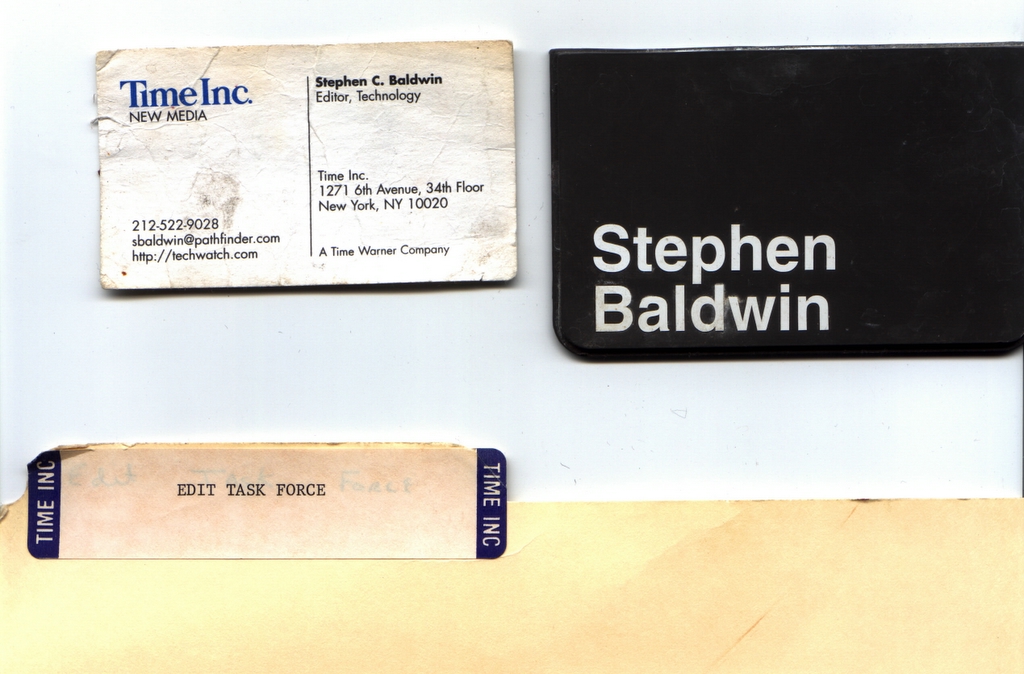 Time Inc.
NEW MEDIA
212-522-9028
sbaldwin@pathfinder.com
http://techwatch.com
Stephen C. Baldwin
Editor, Technology
Time Inc.
1271 6th Avenue, 34th Floor
New York, NY 10020
A Time Warner Company
Stephen
Baldwin
TIME INC
Edit Task Force
EDIT TASK FORCE
TIME INC